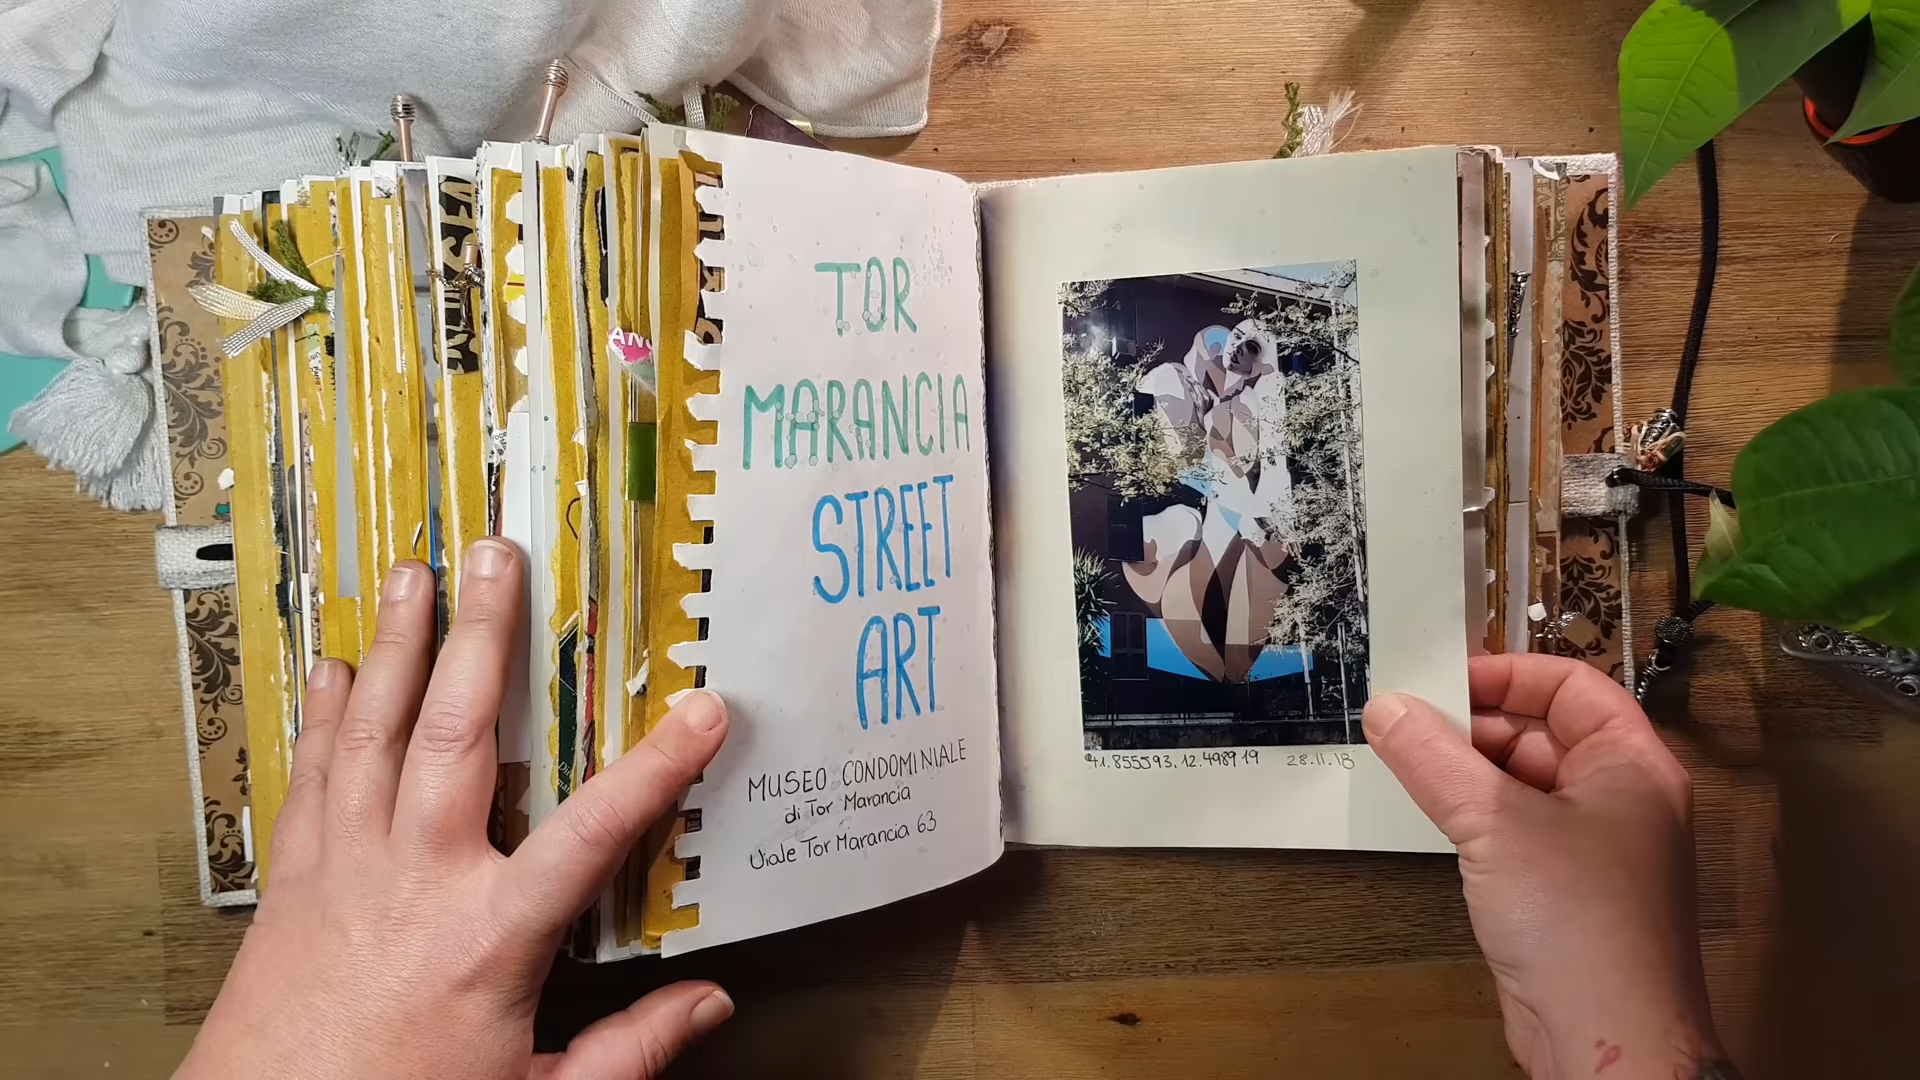 TOR
MARANCIA
STREET
ART
MUSEO CONDOMINIALE
di Tor Marancia
Viale Tor Marancia 63
41.855593.12.498919 28.11.18